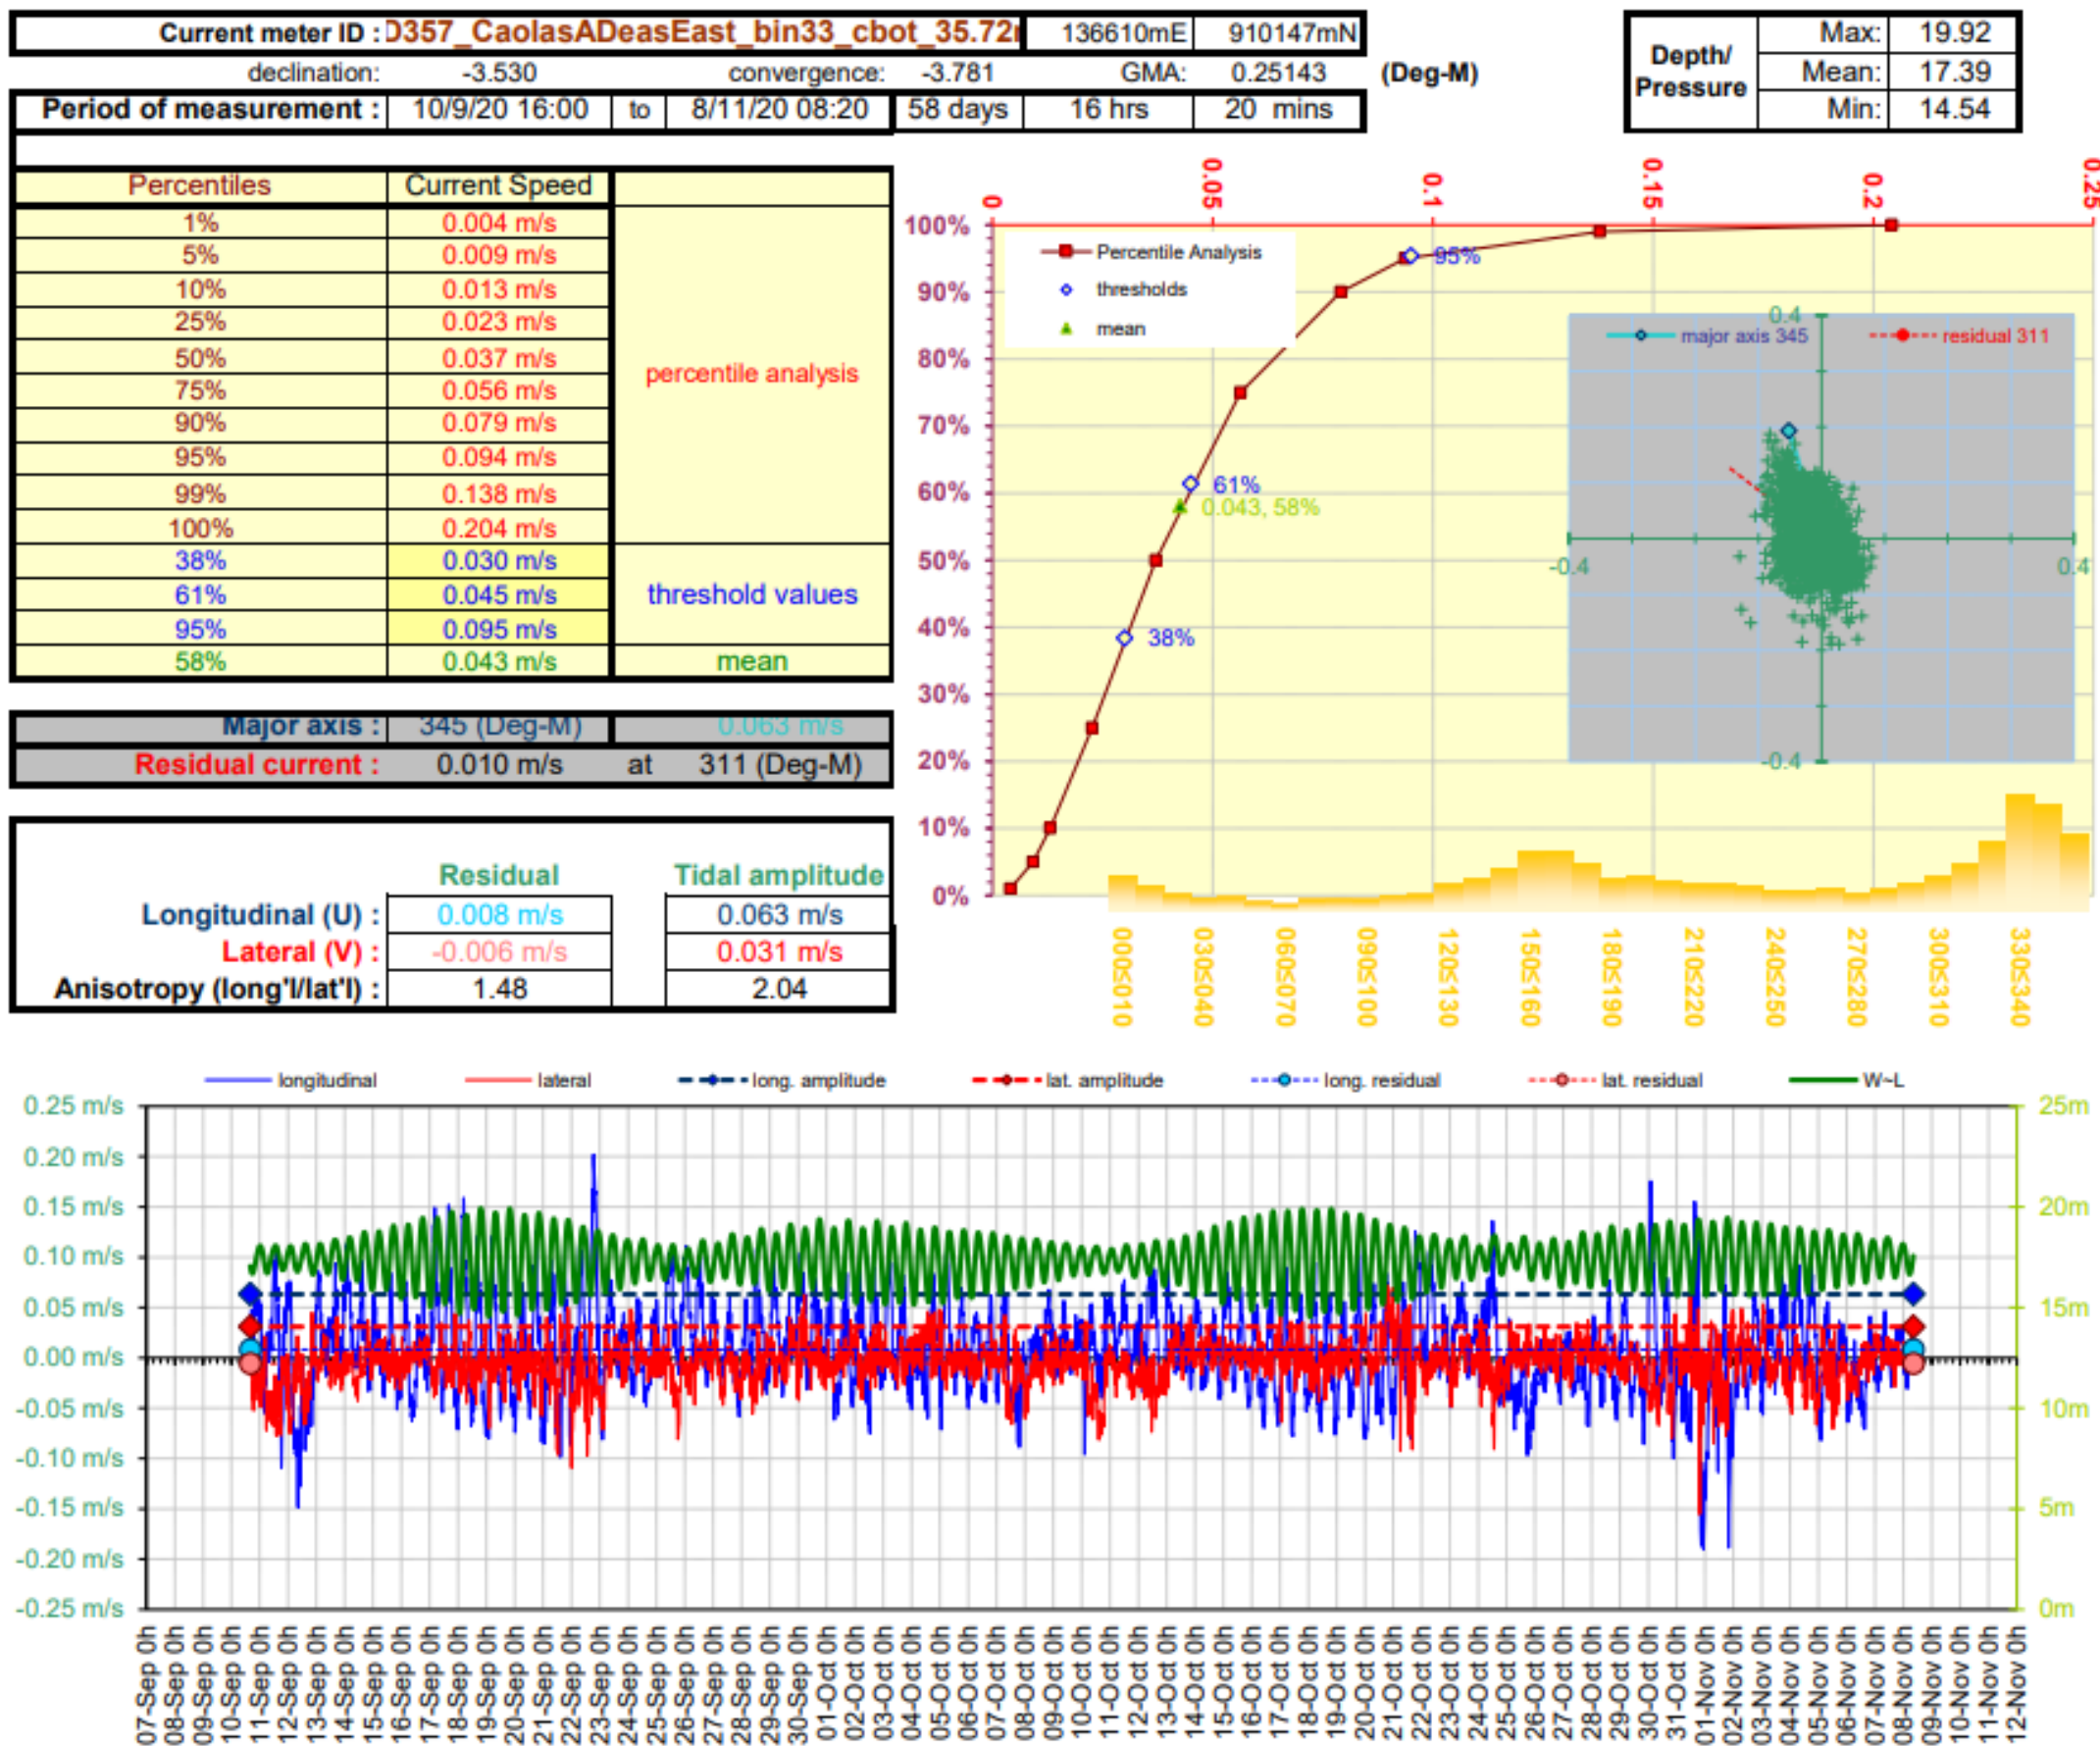 Current meter ID : D357_CaolasADeasEast_bin33_cbot_35.72 136610mE 910147mN
declination: -3.530 convergence: -3.781 GMA: 0.25143 (Deg-M)
Period of measurement : 10/9/20 16:00 to 8/11/20 08:20 58 days 16 hrs 20 mins
Depth/ Pressure
Max: 19.92
Mean: 17.39
Min: 14.54
Percentiles Current Speed
1% 0.004 m/s
5% 0.009 m/s
10% 0.013 m/s
25% 0.023 m/s
50% 0.037 m/s
75% 0.056 m/s
90% 0.079 m/s
95% 0.094 m/s
99% 0.138 m/s
100% 0.204 m/s
percentile analysis
38% 0.030 m/s
61% 0.045 m/s
95% 0.095 m/s
threshold values
58% 0.043 m/s mean
Major axis : 345 (Deg-M) 0.063 m/s
Residual current : 0.010 m/s at 311 (Deg-M)
Residual Tidal amplitude
Longitudinal (U) : 0.008 m/s 0.063 m/s
Lateral (V) : -0.006 m/s 0.031 m/s
Anisotropy (long'l/lat'l) : 1.48 2.04
0 0.05 0.1 0.15 0.2 0.25
100%
90%
80%
70%
60%
50%
40%
30%
20%
10%
0%
Percentile Analysis
thresholds
mean
95%
61%
0.043, 58%
38%
major axis 345 residual 311
0.4
-0.4 0.4
-0.4
000≤010 030≤040 060≤070 090≤100 120≤130 150≤160 180≤190 210≤220 240≤250 270≤280 300≤310 330≤340
longitudinal lateral long. amplitude lat. amplitude long. residual lat. residual W~L
0.25 m/s
0.20 m/s
0.15 m/s
0.10 m/s
0.05 m/s
0.00 m/s
-0.05 m/s
-0.10 m/s
-0.15 m/s
-0.20 m/s
-0.25 m/s
25m
20m
15m
10m
5m
0m
07-Sep 0h
08-Sep 0h
09-Sep 0h
10-Sep 0h
11-Sep 0h
12-Sep 0h
13-Sep 0h
14-Sep 0h
15-Sep 0h
16-Sep 0h
17-Sep 0h
18-Sep 0h
19-Sep 0h
20-Sep 0h
21-Sep 0h
22-Sep 0h
23-Sep 0h
24-Sep 0h
25-Sep 0h
26-Sep 0h
27-Sep 0h
28-Sep 0h
29-Sep 0h
30-Sep 0h
01-Oct 0h
02-Oct 0h
03-Oct 0h
04-Oct 0h
05-Oct 0h
06-Oct 0h
07-Oct 0h
08-Oct 0h
09-Oct 0h
10-Oct 0h
11-Oct 0h
12-Oct 0h
13-Oct 0h
14-Oct 0h
15-Oct 0h
16-Oct 0h
17-Oct 0h
18-Oct 0h
19-Oct 0h
20-Oct 0h
21-Oct 0h
22-Oct 0h
23-Oct 0h
24-Oct 0h
25-Oct 0h
26-Oct 0h
27-Oct 0h
28-Oct 0h
29-Oct 0h
30-Oct 0h
31-Oct 0h
01-Nov 0h
02-Nov 0h
03-Nov 0h
04-Nov 0h
05-Nov 0h
06-Nov 0h
07-Nov 0h
08-Nov 0h
09-Nov 0h
10-Nov 0h
11-Nov 0h
12-Nov 0h